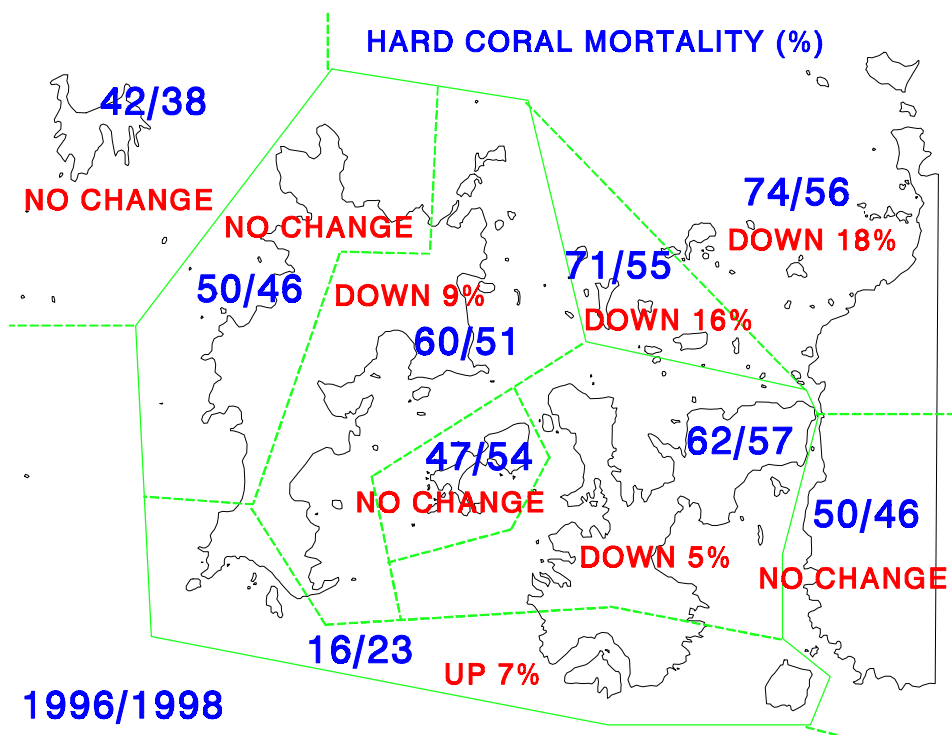 HARD CORAL MORTALITY (%)
42/38
NO CHANGE
NO CHANGE
50/46
DOWN 9%
60/51
74/56
DOWN 18%
71/55
DOWN 16%
47/54
NO CHANGE
62/57
DOWN 5%
50/46
NO CHANGE
16/23
UP 7%
1996/1998